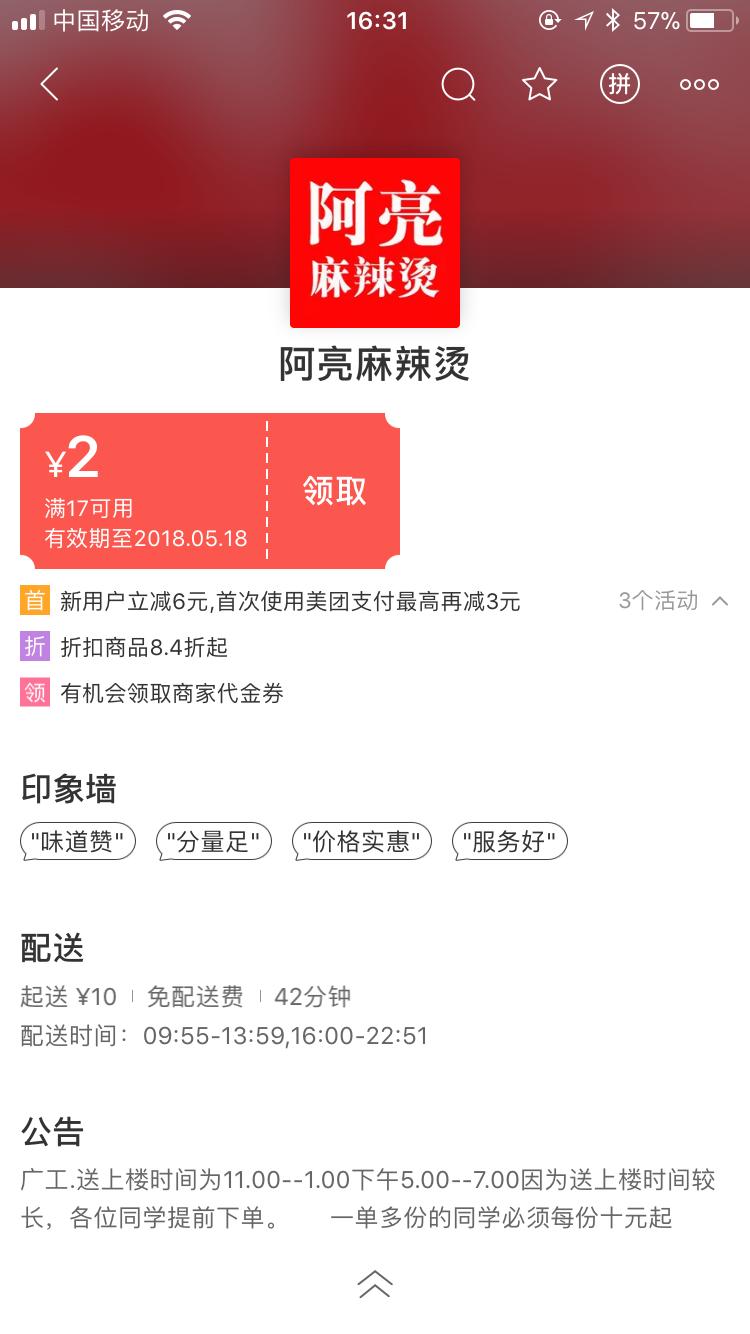 中国移动 16:31 57%
拼
阿亮
麻辣烫
阿亮麻辣烫
¥2
满17可用
有效期至2018.05.18
领取
首 新用户立减6元,首次使用美团支付最高再减3元 3个活动
折 折扣商品8.4折起
领 有机会领取商家代金券
印象墙
"味道赞" "分量足" "价格实惠" "服务好"
配送
起送 ¥10 免配送费 42分钟
配送时间：09:55-13:59,16:00-22:51
公告
广工.送上楼时间为11.00--1.00下午5.00--7.00因为送上楼时间较
长，各位同学提前下单。 一单多份的同学必须每份十元起